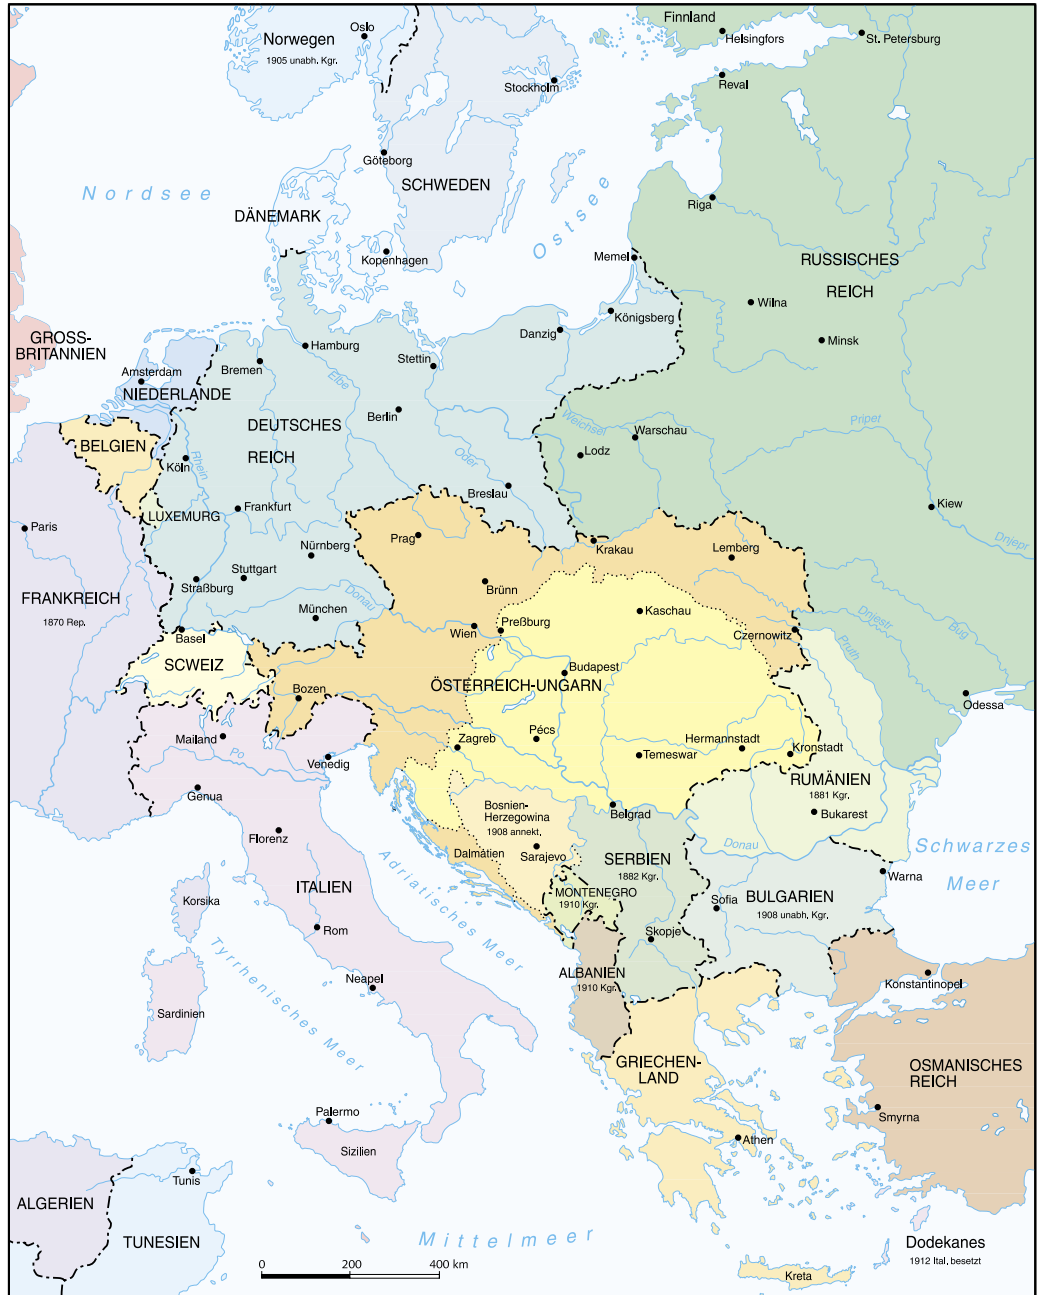 Finnland
Oslo
Norwegen
1905 unabh. Kgr.
Helsingfors
St. Petersburg
Stockholm
Reval
Göteborg
SCHWEDEN
Nordsee
Riga
DÄNEMARK
Ostsee
Kopenhagen
Memel
RUSSISCHES
REICH
Wilna
Königsberg
Danzig
GROSS-
BRITANNIEN
Hamburg
Minsk
Stettin
Bremen
Amsterdam
NIEDERLANDE
Elbe
Berlin
DEUTSCHES
REICH
Weichsel
Warschau
Pripet
BELGIEN
Lodz
Köln
Rhein
Oder
Breslau
LUXEMURG
Frankfurt
Kiew
Paris
Prag
Nürnberg
Krakau
Lemberg
Dnjepr
Stuttgart
Straßburg
Brünn
FRANKREICH
1870 Rep.
München
Donau
Kaschau
Dnjestr
Bug
Basel
Wien
Preßburg
Czernowitz
Pruth
SCWEIZ
Budapest
Bozen
ÖSTERREICH-UNGARN
Odessa
Mailand
Po
Zagreb
Pécs
Hermannstadt
Kronstadt
Venedig
Temeswar
RUMÄNIEN
1881 Kgr.
Genua
Bosnien-
Herzegowina
1908 annekt.
Belgrad
Bukarest
Florenz
Dalmatien
Sarajevo
SERBIEN
1882 Kgr.
Donau
Schwarzes
Meer
Adriatisches Meer
Warna
ITALIEN
MONTENEGRO
1910 Kgr.
BULGARIEN
1908 unabh. Kgr.
Sofia
Korsika
Rom
Skopje
Tyrrhenisches Meer
Neapel
ALBANIEN
1910 Kgr.
Konstantinopel
Sardinien
GRIECHEN-
LAND
OSMANISCHES
REICH
Palermo
Smyrna
Sizilien
Athen
Tunis
ALGERIEN
TUNESIEN
Mittelmeer
Dodekanes
1912 Ital. besetzt
0 200 400 km
Kreta